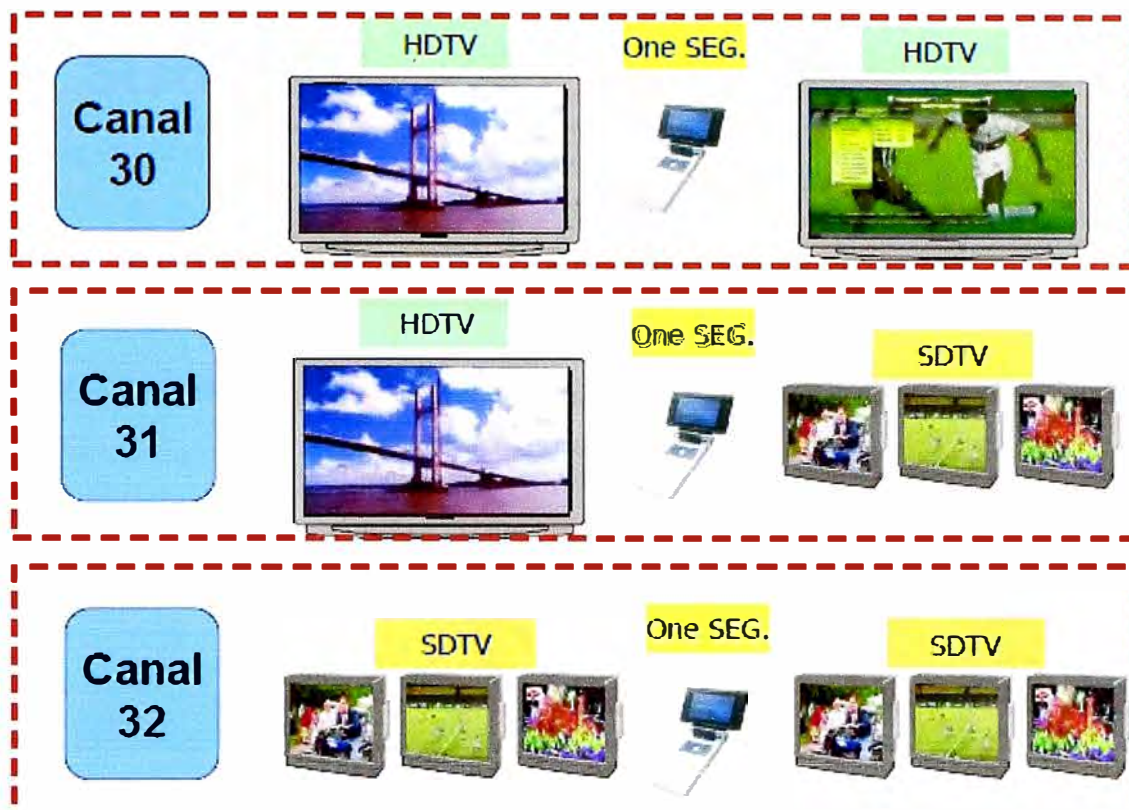 HDTV
One SEG.
HDTV
Canal
30
HDTV
One SEG.
SDTV
Canal
31
SDTV
One SEG.
SDTV
Canal
32